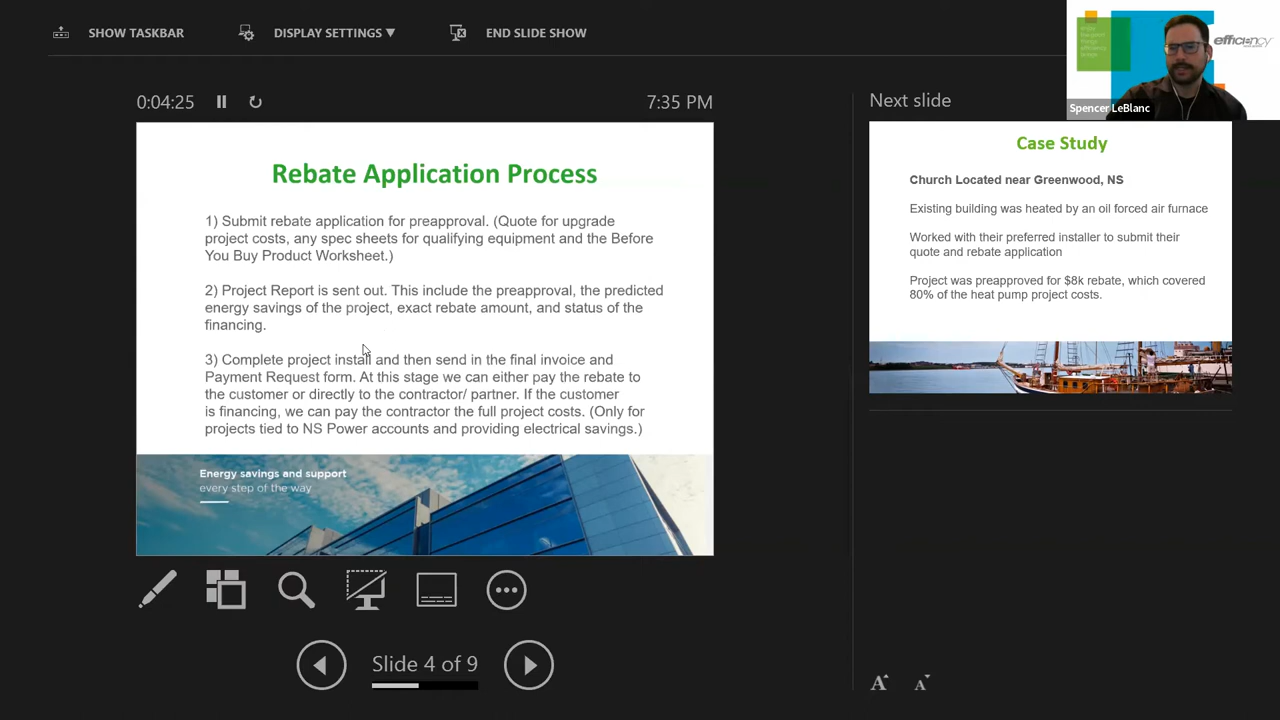 SHOW TASKBAR
DISPLAY SETTINGS ▼
END SLIDE SHOW
efficiency
Spencer LeBlanc
0:04:25
7:35 PM
Rebate Application Process
1) Submit rebate application for preapproval. (Quote for upgrade
project costs, any spec sheets for qualifying equipment and the Before
You Buy Product Worksheet.)
2) Project Report is sent out. This include the preapproval, the predicted
energy savings of the project, exact rebate amount, and status of the
financing.
3) Complete project install and then send in the final invoice and
Payment Request form. At this stage we can either pay the rebate to
the customer or directly to the contractor/ partner. If the customer
is financing, we can pay the contractor the full project costs. (Only for
projects tied to NS Power accounts and providing electrical savings.)
Energy savings and support
every step of the way
Slide 4 of 9
Next slide
Case Study
Church Located near Greenwood, NS
Existing building was heated by an oil forced air furnace
Worked with their preferred installer to submit their
quote and rebate application
Project was preapproved for $8k rebate, which covered
80% of the heat pump project costs.
A A